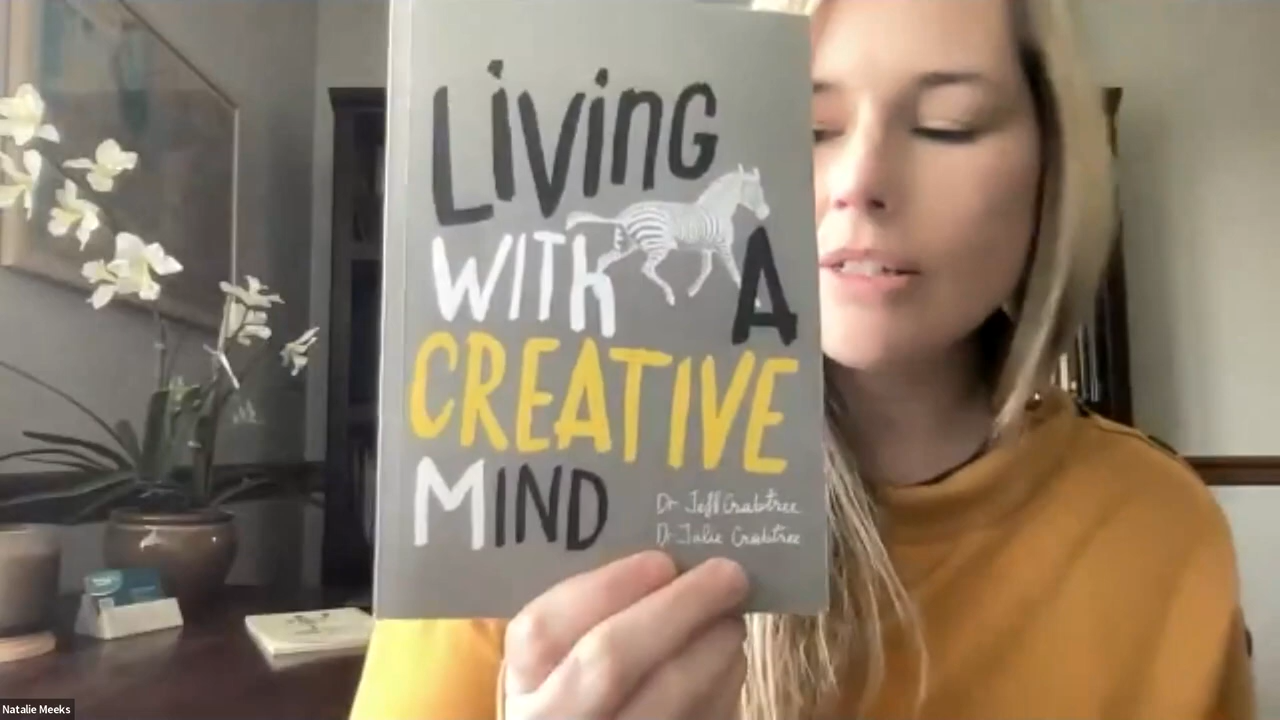 Living
WITH A
CREATIVE
MIND
Dr Jeff Crabtree
Dr Julie Crabtree
Natalie Meeks